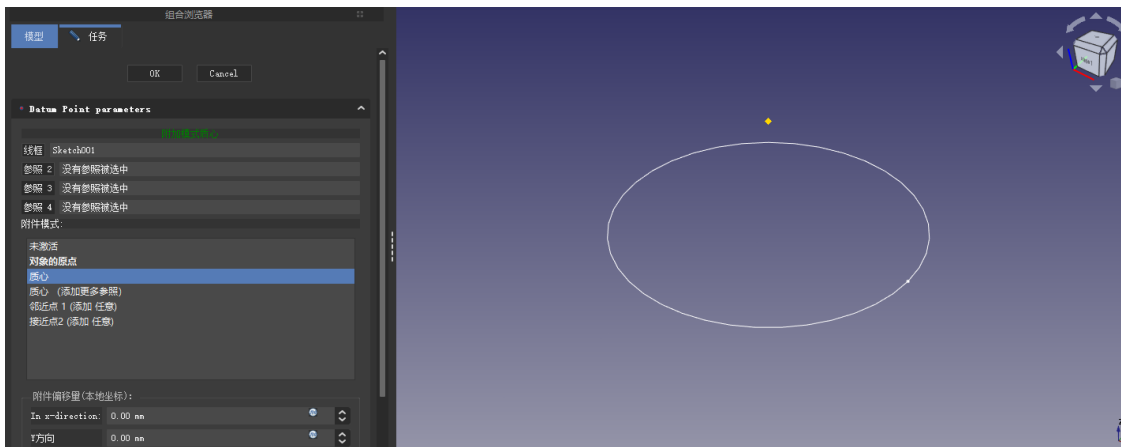 组合浏览器
模型
任务
OK
Cancel
* Datum Point parameters
附加模式质心
线框 Sketch001
参照 2 没有参照被选中
参照 3 没有参照被选中
参照 4 没有参照被选中
附件模式:
未激活
对象的原点
质心
质心 (添加更多参照)
邻近点 1 (添加 任意)
接近点2 (添加 任意)
附件偏移量(本地坐标):
In x-direction: 0.00 mm
Y方向 0.00 mm